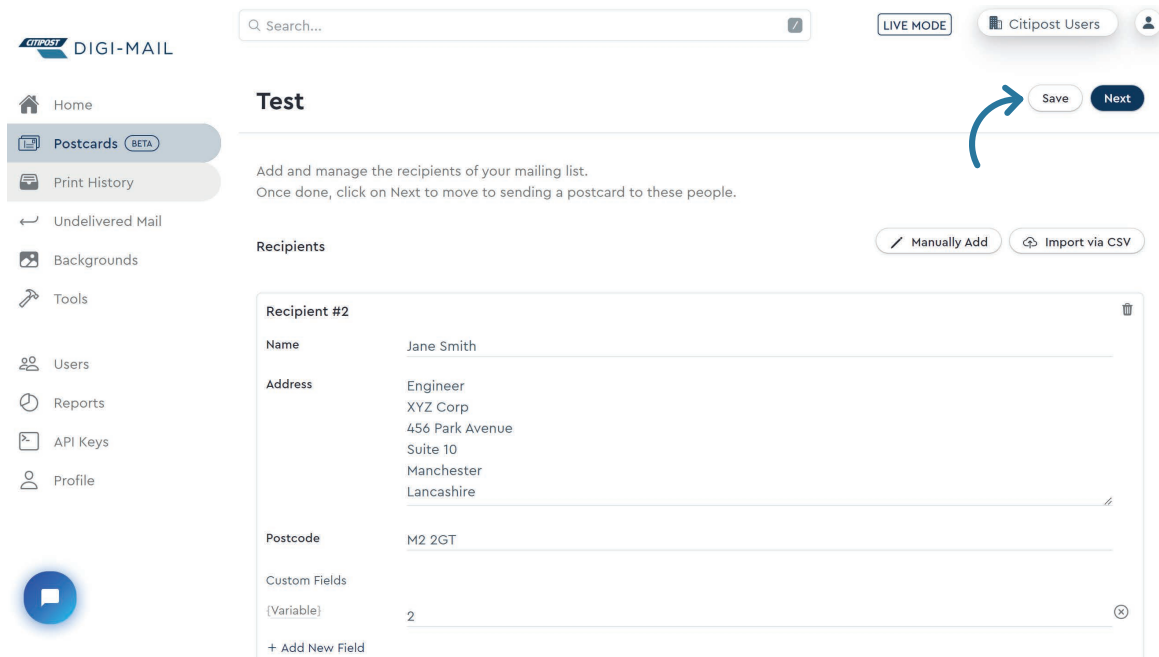 Search...
/
LIVE MODE
Citipost Users
CITIPOST DIGI-MAIL
Home
Postcards BETA
Print History
Undelivered Mail
Backgrounds
Tools
Users
Reports
API Keys
Profile
Test
Save
Next
Add and manage the recipients of your mailing list.
Once done, click on Next to move to sending a postcard to these people.
Recipients
Manually Add
Import via CSV
Recipient #2
Name
Jane Smith
Address
Engineer
XYZ Corp
456 Park Avenue
Suite 10
Manchester
Lancashire
Postcode
M2 2GT
Custom Fields
{Variable}
2
+ Add New Field